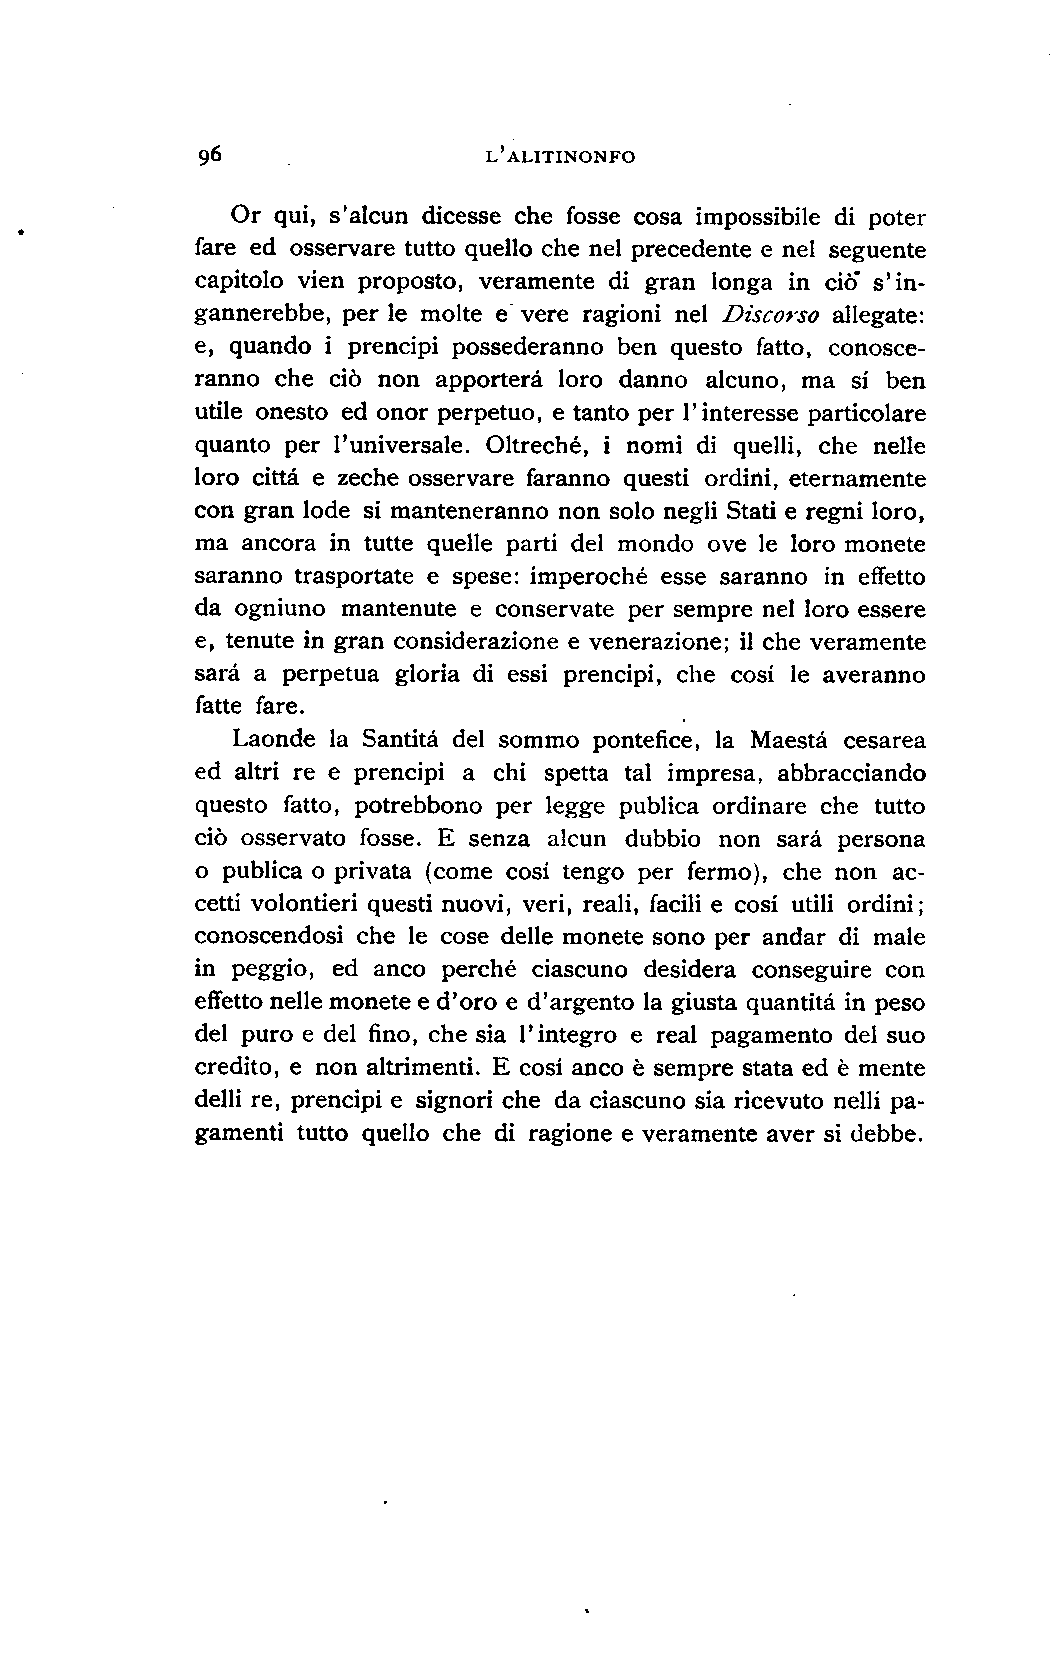 96 L'ALITINONFO
Or qui, s'alcun dicesse che fosse cosa impossibile di poter
fare ed osservare tutto quello che nel precedente e nel seguente
capitolo vien proposto, veramente di gran longa in ciò s'in-
gannerebbe, per le molte e vere ragioni nel Discorso allegate:
e, quando i prencipi possederanno ben questo fatto, conosce-
ranno che ciò non apporterá loro danno alcuno, ma sí ben
utile onesto ed onor perpetuo, e tanto per l'interesse particolare
quanto per l'universale. Oltreché, i nomi di quelli, che nelle
loro cittá e zeche osservare faranno questi ordini, eternamente
con gran lode si manteneranno non solo negli Stati e regni loro,
ma ancora in tutte quelle parti del mondo ove le loro monete
saranno trasportate e spese: imperoché esse saranno in effetto
da ogniuno mantenute e conservate per sempre nel loro essere
e, tenute in gran considerazione e venerazione; il che veramente
sará a perpetua gloria di essi prencipi, che cosí le averanno
fatte fare.
Laonde la Santitá del sommo pontefice, la Maestá cesarea
ed altri re e prencipi a chi spetta tal impresa, abbracciando
questo fatto, potrebbono per legge publica ordinare che tutto
ciò osservato fosse. E senza alcun dubbio non sará persona
o publica o privata (come cosí tengo per fermo), che non ac-
cetti volontieri questi nuovi, veri, reali, facili e cosí utili ordini;
conoscendosi che le cose delle monete sono per andar di male
in peggio, ed anco perché ciascuno desidera conseguire con
effetto nelle monete e d'oro e d'argento la giusta quantitá in peso
del puro e del fino, che sia l'integro e real pagamento del suo
credito, e non altrimenti. E cosí anco è sempre stata ed è mente
delli re, prencipi e signori che da ciascuno sia ricevuto nelli pa-
gamenti tutto quello che di ragione e veramente aver si debbe.